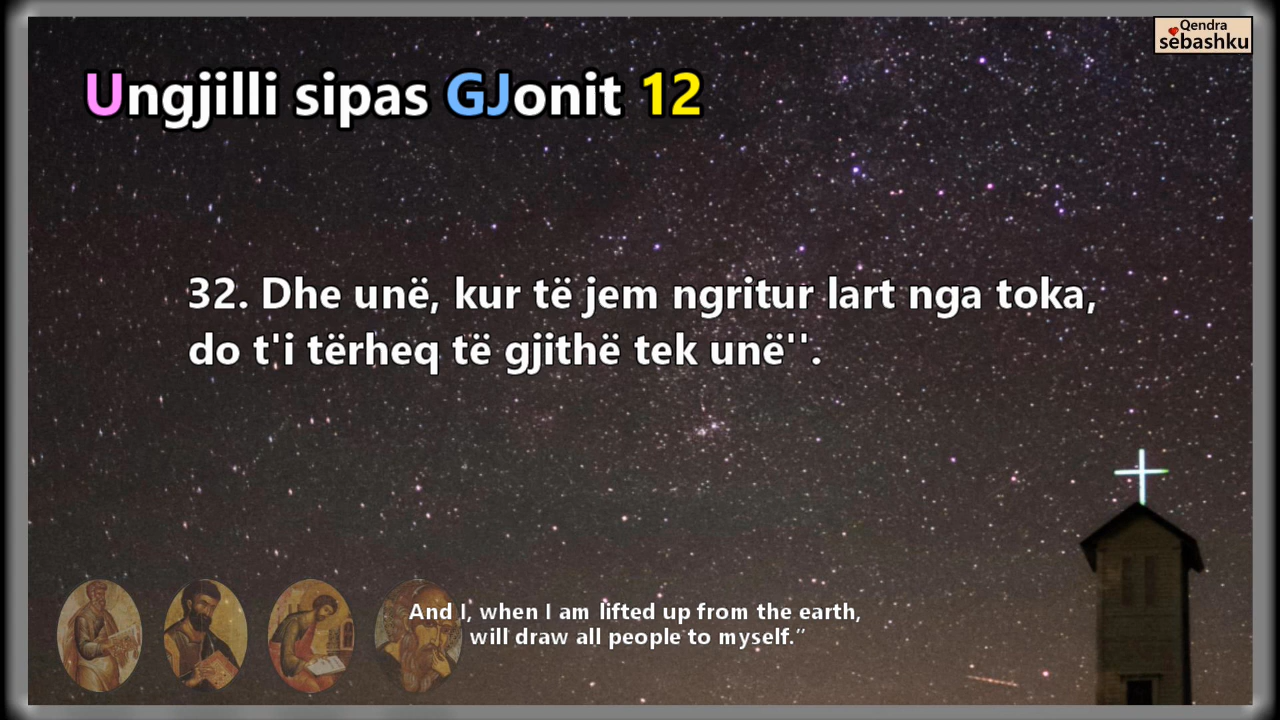 Qendra
sëbashku
Ungjilli sipas GJonit 12
32. Dhe unë, kur të jem ngritur lart nga toka,
do t'i tërheq të gjithë tek unë''.
And I, when I am lifted up from the earth,
will draw all people to myself.”